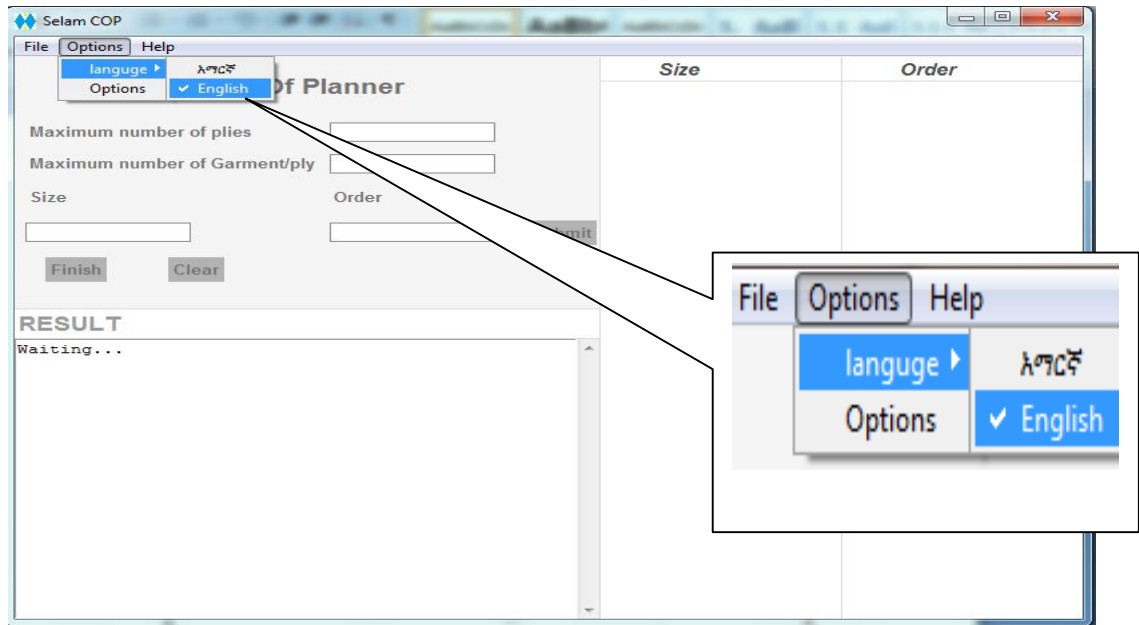 Selam COP
File Options Help
languge አማርኛ
Options ✓ English
Of Planner
Size Order
Maximum number of plies
Maximum number of Garment/ply
Size Order
Finish Clear
RESULT
Waiting...
File Options Help
languge አማርኛ
Options ✓ English